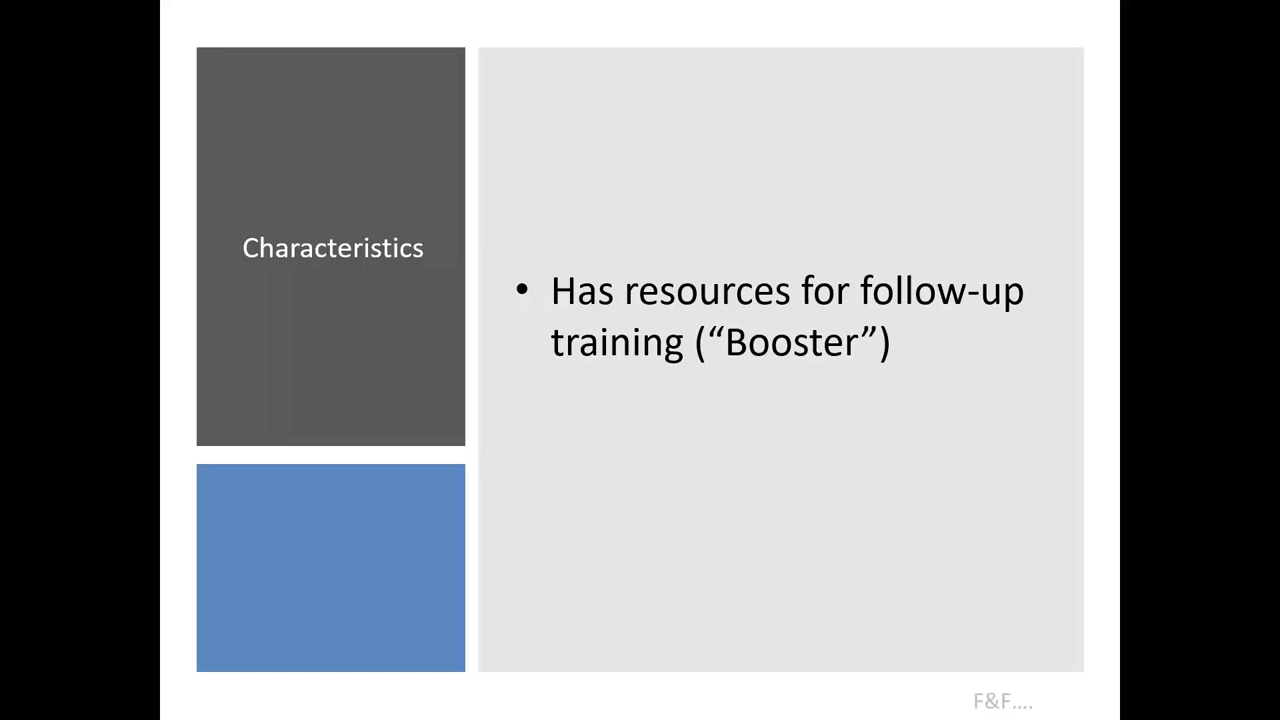 Characteristics
• Has resources for follow-up
training (“Booster”)
F&F....